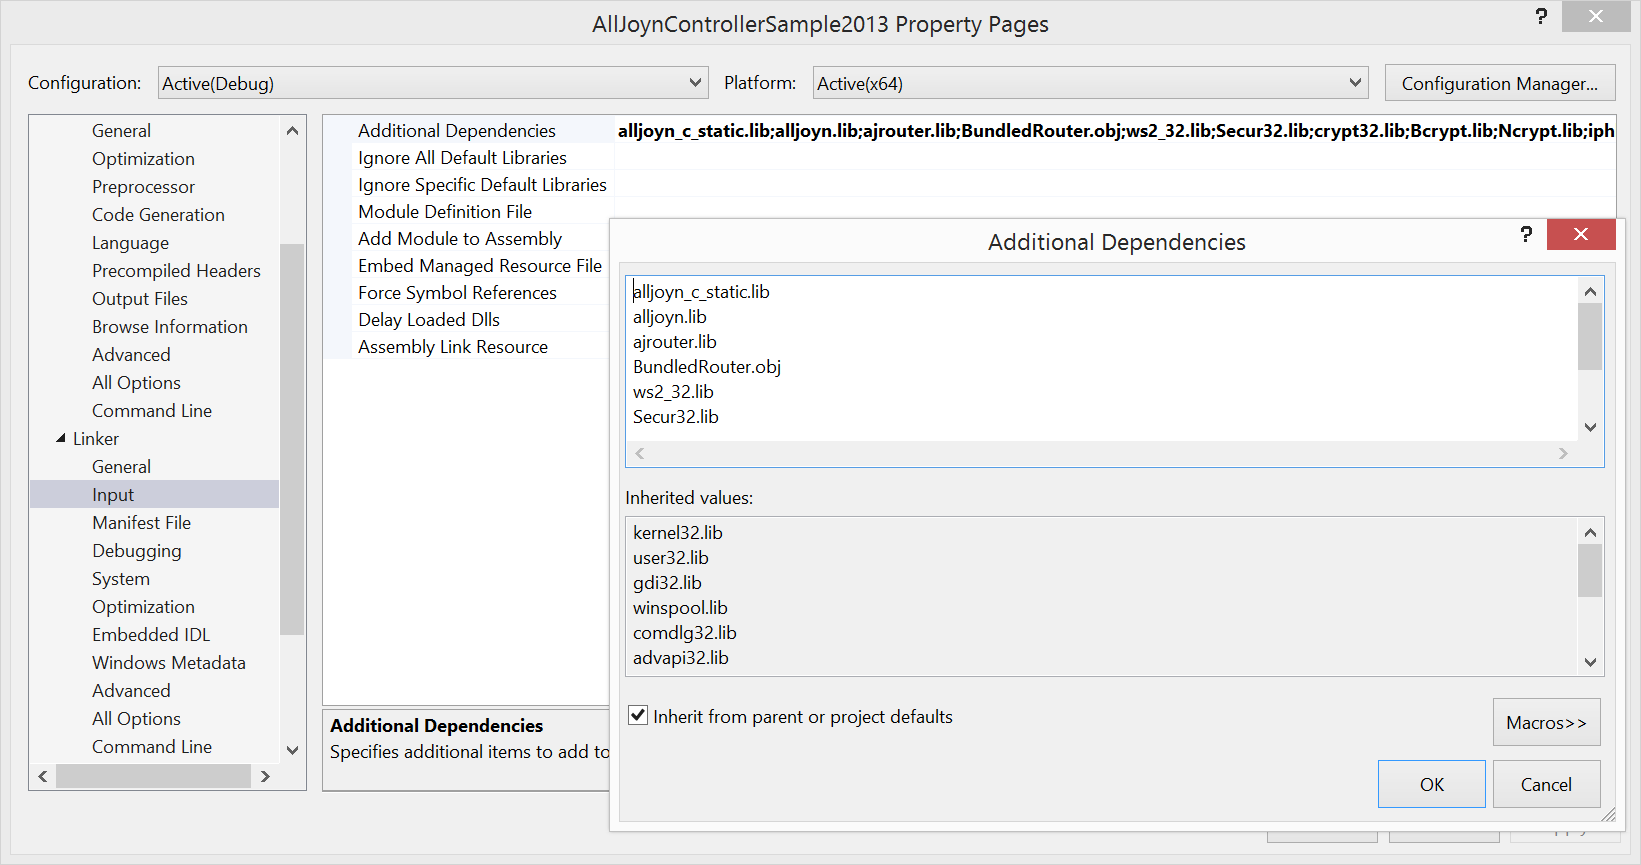 AllJoynControllerSample2013 Property Pages
?
Configuration:
Active(Debug)
Platform:
Active(x64)
Configuration Manager...
General
Optimization
Preprocessor
Code Generation
Language
Precompiled Headers
Output Files
Browse Information
Advanced
All Options
Command Line
Linker
General
Input
Manifest File
Debugging
System
Optimization
Embedded IDL
Windows Metadata
Advanced
All Options
Command Line
Additional Dependencies
alljoyn_c_static.lib;alljoyn.lib;ajrouter.lib;BundledRouter.obj;ws2_32.lib;Secur32.lib;crypt32.lib;Bcrypt.lib;Ncrypt.lib;iph
Ignore All Default Libraries
Ignore Specific Default Libraries
Module Definition File
Add Module to Assembly
Embed Managed Resource File
Force Symbol References
Delay Loaded Dlls
Assembly Link Resource
Additional Dependencies
Specifies additional items to add to
Additional Dependencies
?
alljoyn_c_static.lib
alljoyn.lib
ajrouter.lib
BundledRouter.obj
ws2_32.lib
Secur32.lib
Inherited values:
kernel32.lib
user32.lib
gdi32.lib
winspool.lib
comdlg32.lib
advapi32.lib
Inherit from parent or project defaults
Macros>>
OK
Cancel